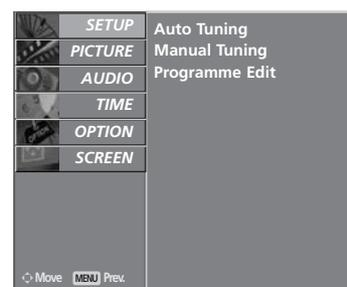 SETUP
PICTURE
AUDIO
TIME
OPTION
SCREEN
Auto Tuning
Manual Tuning
Programme Edit
Move MENU Prev.